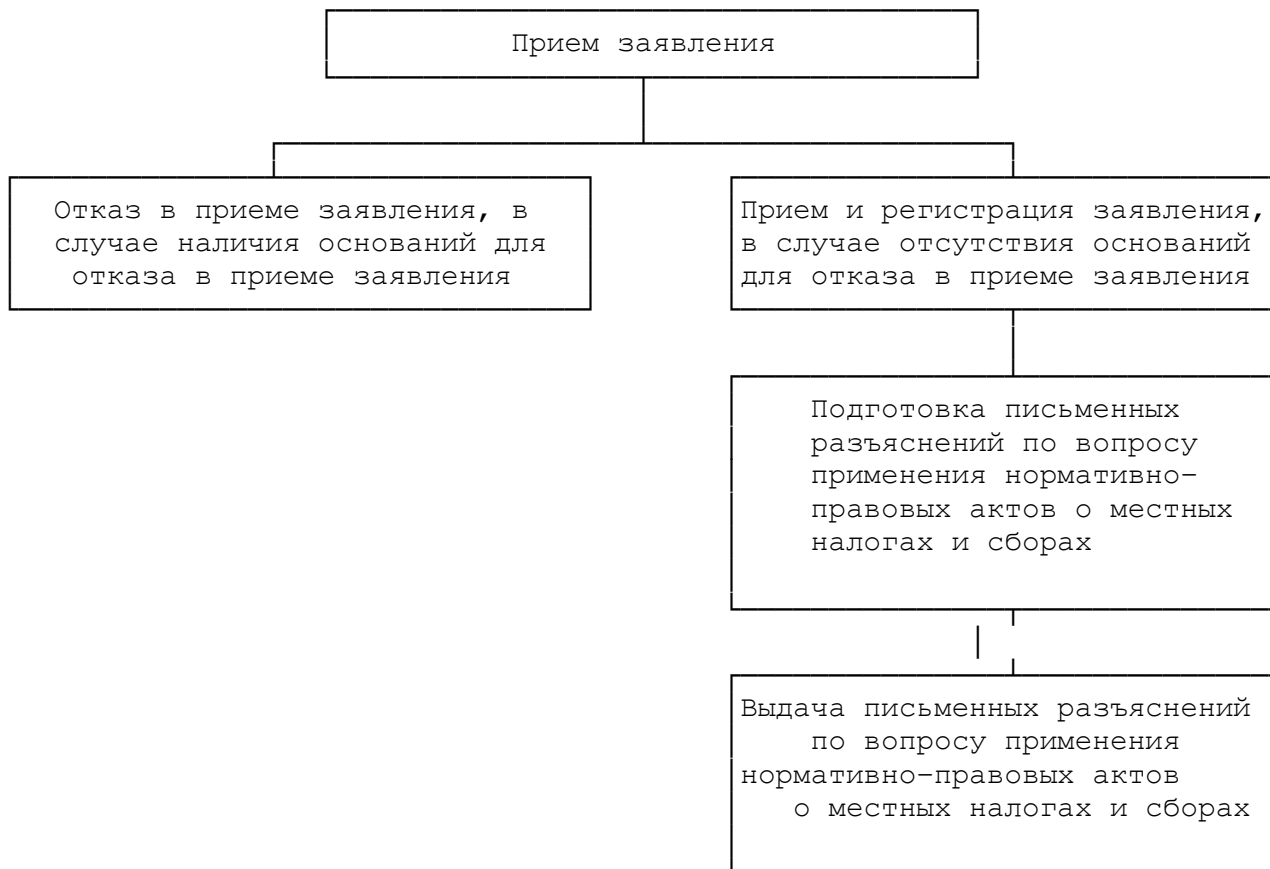 Прием заявления
Отказ в приеме заявления, в
случае наличия оснований для
отказа в приеме заявления
Прием и регистрация заявления,
в случае отсутствия оснований
для отказа в приеме заявления
Подготовка письменных
разъяснений по вопросу
применения нормативно-
правовых актов о местных
налогах и сборах
Выдача письменных разъяснений
по вопросу применения
нормативно-правовых актов
о местных налогах и сборах